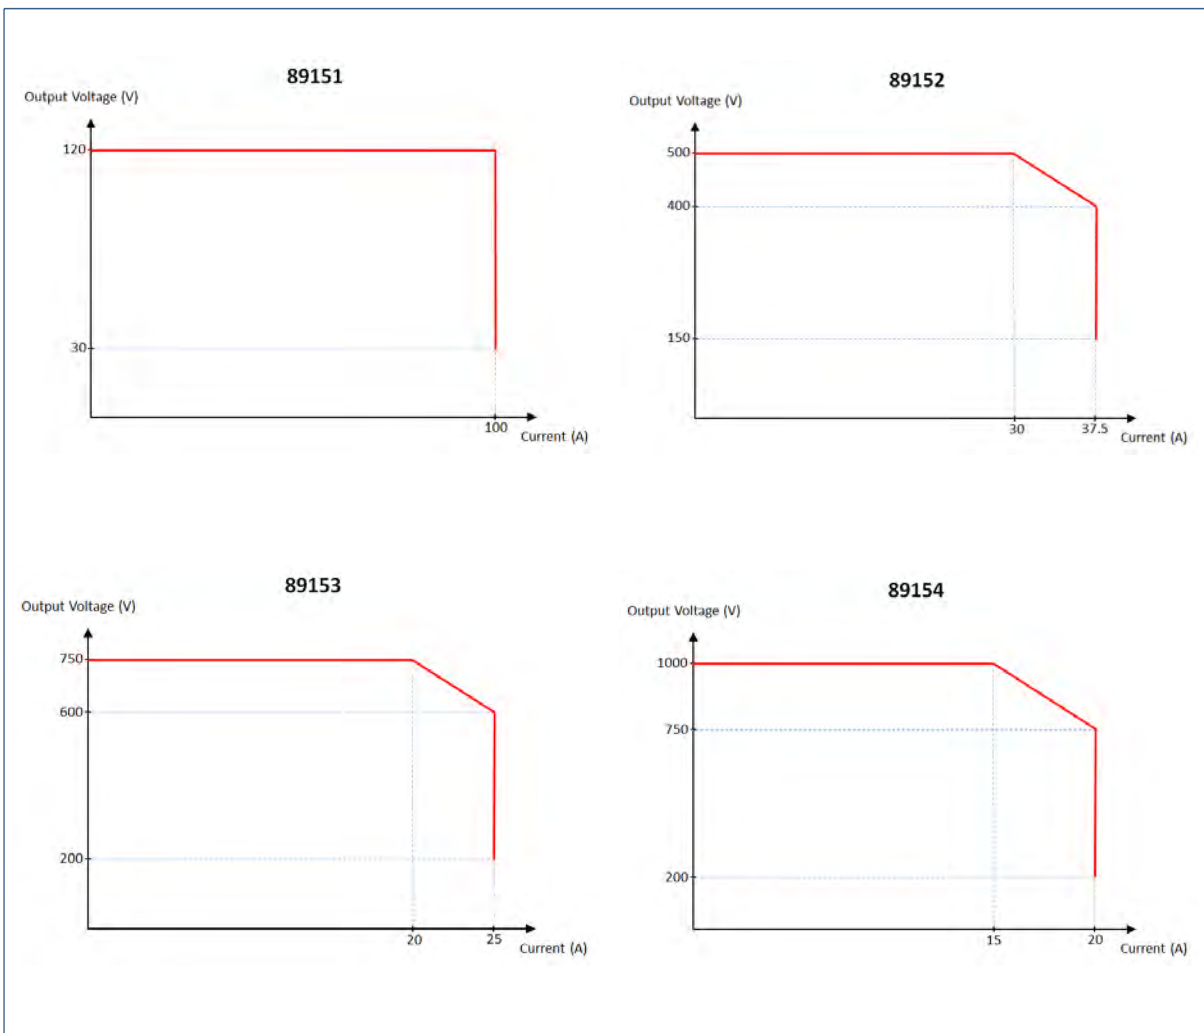 89151
Output Voltage (V)
120
30
100
Current (A)
89152
Output Voltage (V)
500
400
150
30
37.5
Current (A)
89153
Output Voltage (V)
750
600
200
20
25
Current (A)
89154
Output Voltage (V)
1000
750
200
15
20
Current (A)